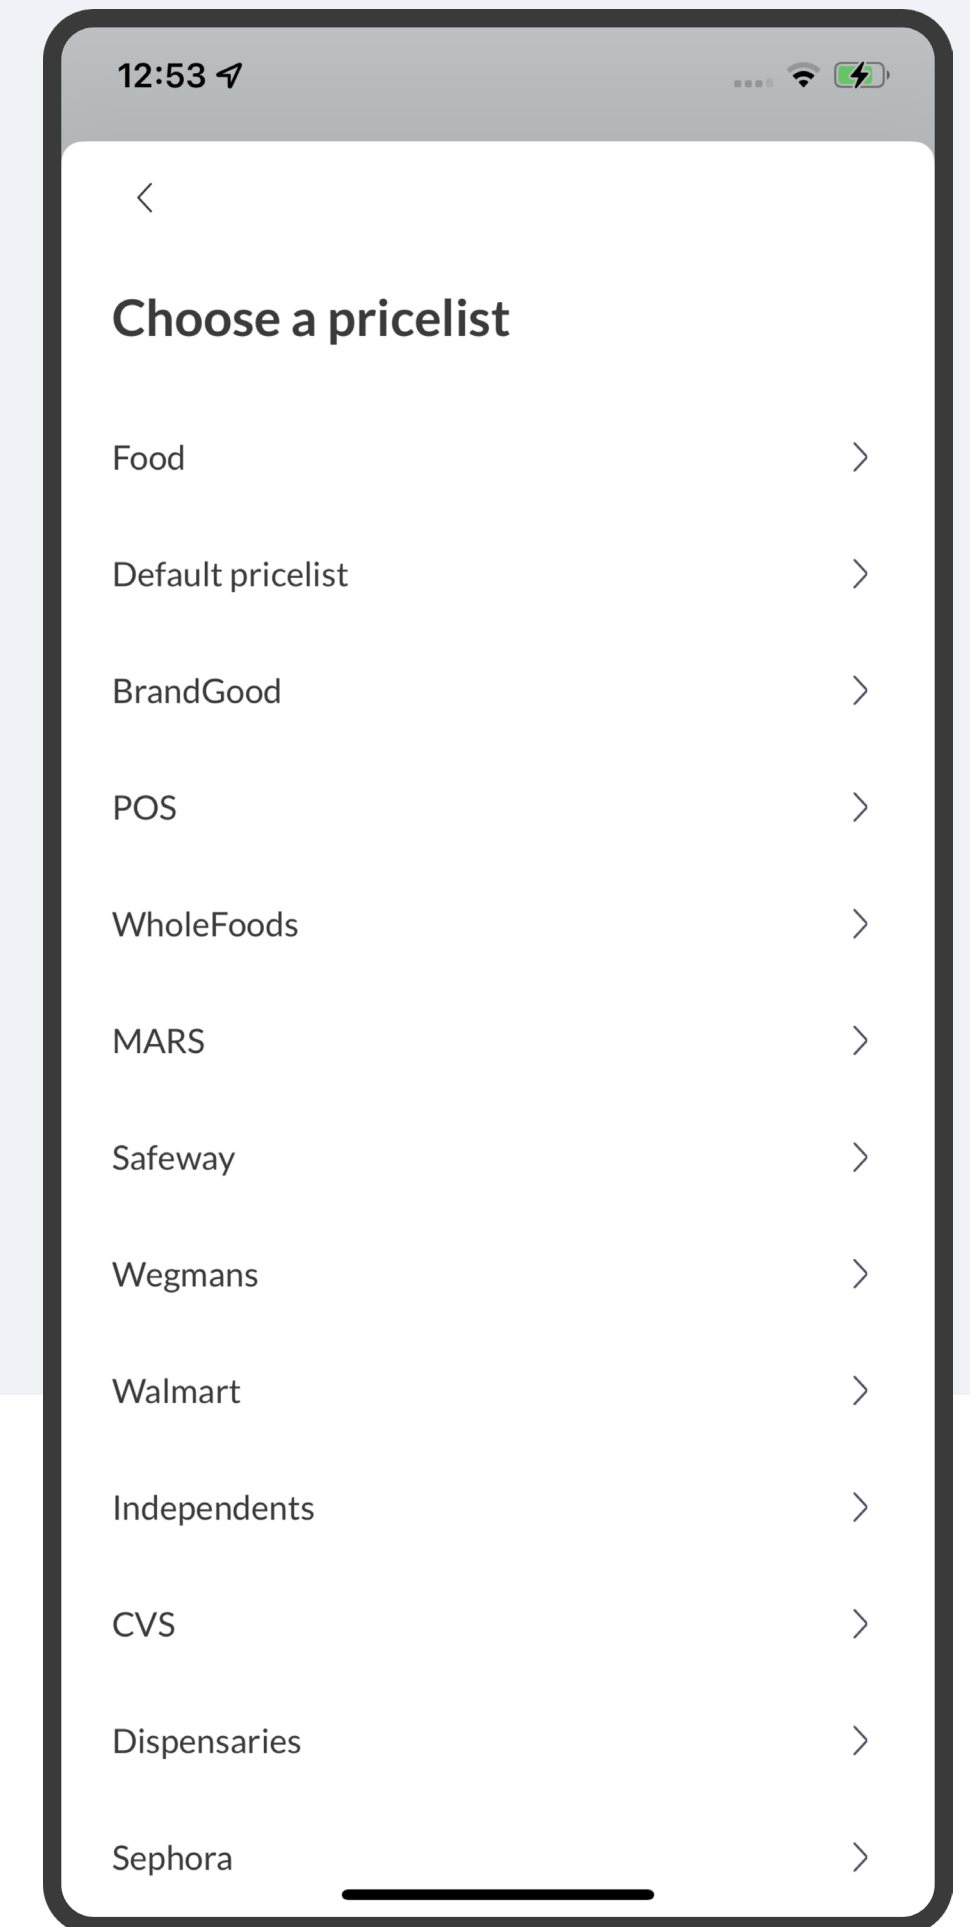 12:53
Choose a pricelist
Food
Default pricelist
BrandGood
POS
WholeFoods
MARS
Safeway
Wegmans
Walmart
Independents
CVS
Dispensaries
Sephora